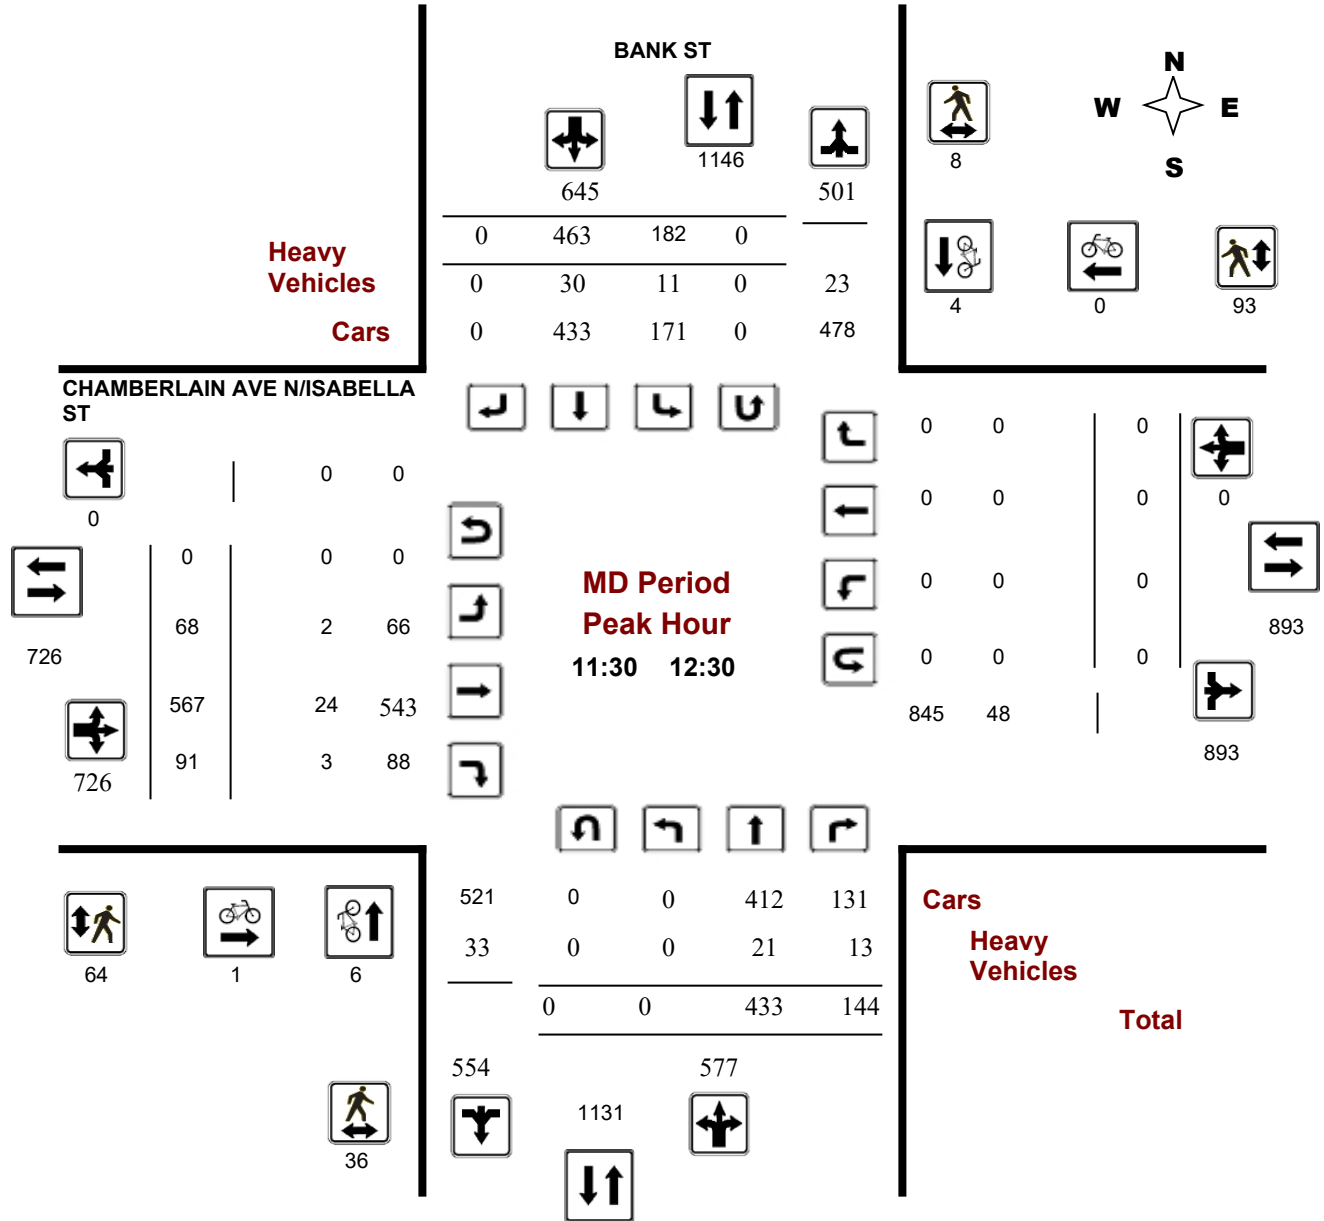 BANK ST
N
W E
S
1146
8
645 501
0 463 182 0
Heavy
Vehicles 0 30 11 0 23
Cars 0 433 171 0 478
4 0 93
CHAMBERLAIN AVE N/ISABELLA
ST
0 0 0
0 0
0 0 0 0
0
0 0 0
MD Period
0 0 0
Peak Hour
68 2 66
893
726
11:30 12:30
0 0 0
567 24 543
845 48
91 3 88
893
726
521 0 0 412 131 Cars
33 0 0 21 13 Heavy
Vehicles
64 1 6
0 0 433 144 Total
554 577
1131
36